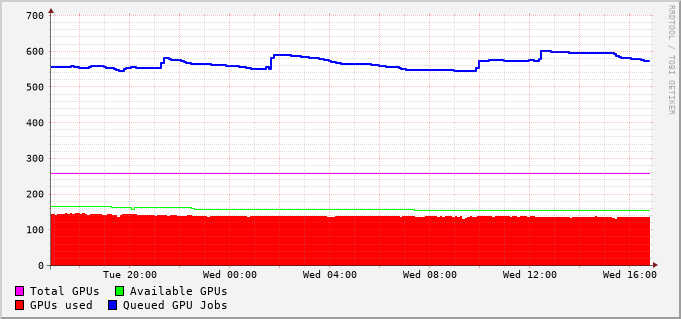 700
600
500
400
300
200
100
0
Tue 20:00 Wed 00:00 Wed 04:00 Wed 08:00 Wed 12:00 Wed 16:00
Total GPUs Available GPUs
GPUs used Queued GPU Jobs
RRDTOOL / TOBI OETIKER